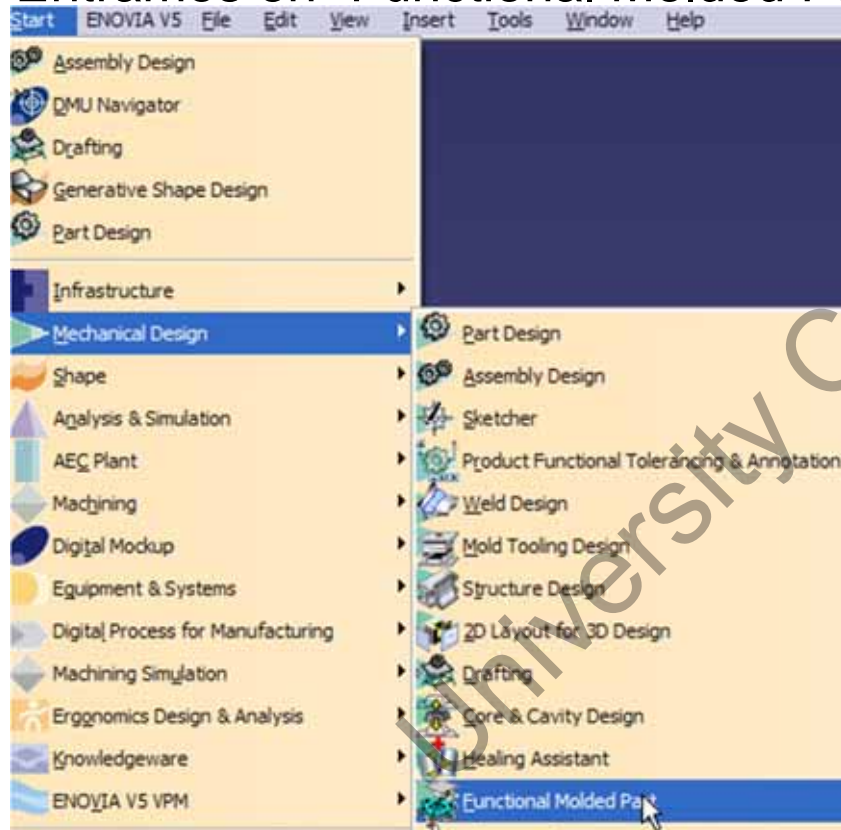 Start ENOVIA V5 File Edit View Insert Tools Window Help
Assembly Design
DMU Navigator
Drafting
Generative Shape Design
Part Design
Infrastructure
Mechanical Design
Shape
Analysis & Simulation
AEC Plant
Machining
Digital Mockup
Equipment & Systems
Digital Process for Manufacturing
Machining Simulation
Ergonomics Design & Analysis
Knowledgeware
ENOVIA V5 VPM
Part Design
Assembly Design
Sketcher
Product Functional Tolerancing & Annotation
Weld Design
Mold Tooling Design
Structure Design
2D Layout for 3D Design
Drafting
Core & Cavity Design
Healing Assistant
Functional Molded Part
University